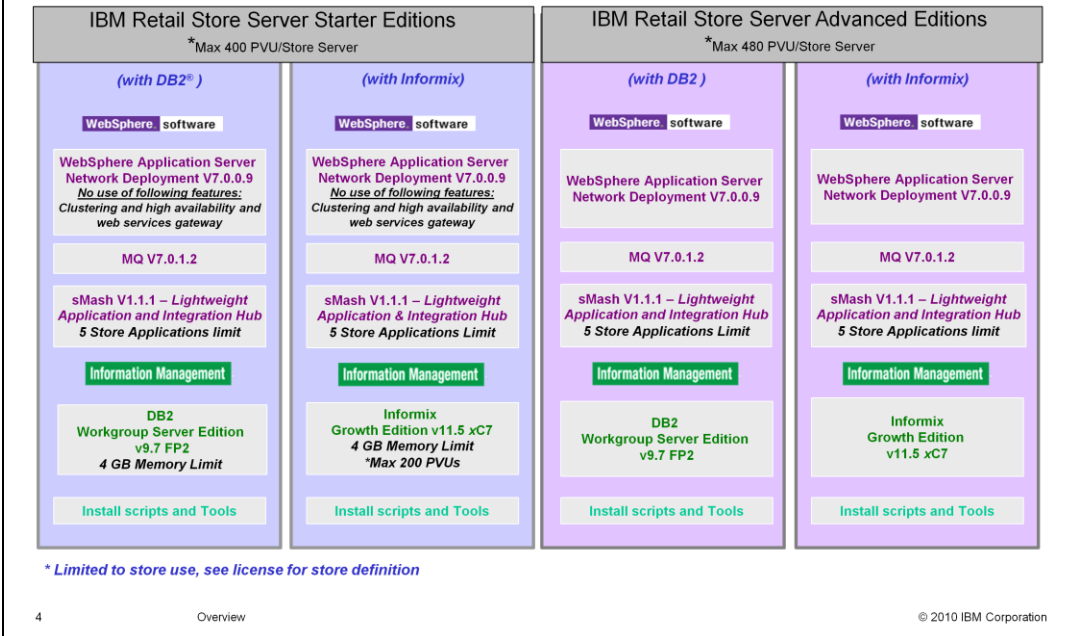 IBM Retail Store Server Starter Editions
*Max 400 PVU/Store Server
IBM Retail Store Server Advanced Editions
*Max 480 PVU/Store Server
(with DB2® )
WebSphere. software
WebSphere Application Server
Network Deployment V7.0.0.9
No use of following features:
Clustering and high availability and
web services gateway
MQ V7.0.1.2
sMash V1.1.1 – Lightweight
Application and Integration Hub
5 Store Applications limit
Information Management
DB2
Workgroup Server Edition
v9.7 FP2
4 GB Memory Limit
Install scripts and Tools
(with Informix)
WebSphere. software
WebSphere Application Server
Network Deployment V7.0.0.9
No use of following features:
Clustering and high availability and
web services gateway
MQ V7.0.1.2
sMash V1.1.1 – Lightweight
Application & Integration Hub
5 Store Applications Limit
Information Management
Informix
Growth Edition v11.5 xC7
4 GB Memory Limit
*Max 200 PVUs
Install scripts and Tools
(with DB2 )
WebSphere. software
WebSphere Application Server
Network Deployment V7.0.0.9
MQ V7.0.1.2
sMash V1.1.1 – Lightweight
Application and Integration Hub
5 Store Applications Limit
Information Management
DB2
Workgroup Server Edition
v9.7 FP2
Install scripts and Tools
(with Informix)
WebSphere. software
WebSphere Application Server
Network Deployment V7.0.0.9
MQ V7.0.1.2
sMash V1.1.1 – Lightweight
Application and Integration Hub
5 Store Applications limit
Information Management
Informix
Growth Edition
v11.5 xC7
Install scripts and Tools
* Limited to store use, see license for store definition
4
Overview
© 2010 IBM Corporation